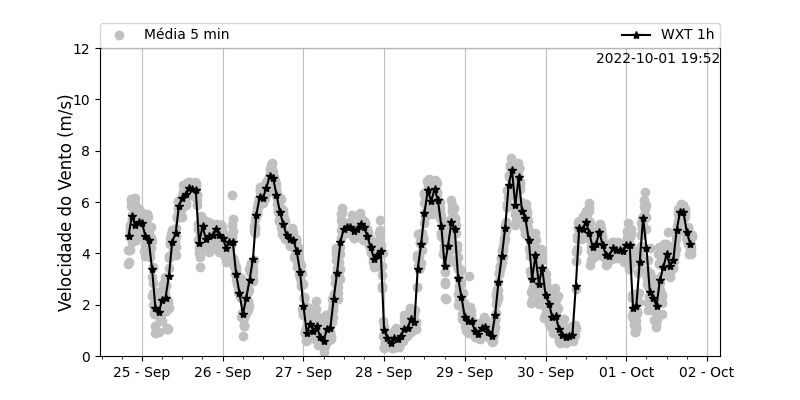 Média 5 min WXT 1h
2022-10-01 19:52
Velocidade do Vento (m/s)
12
10
8
6
4
2
0
25 - Sep 26 - Sep 27 - Sep 28 - Sep 29 - Sep 30 - Sep 01 - Oct 02 - Oct